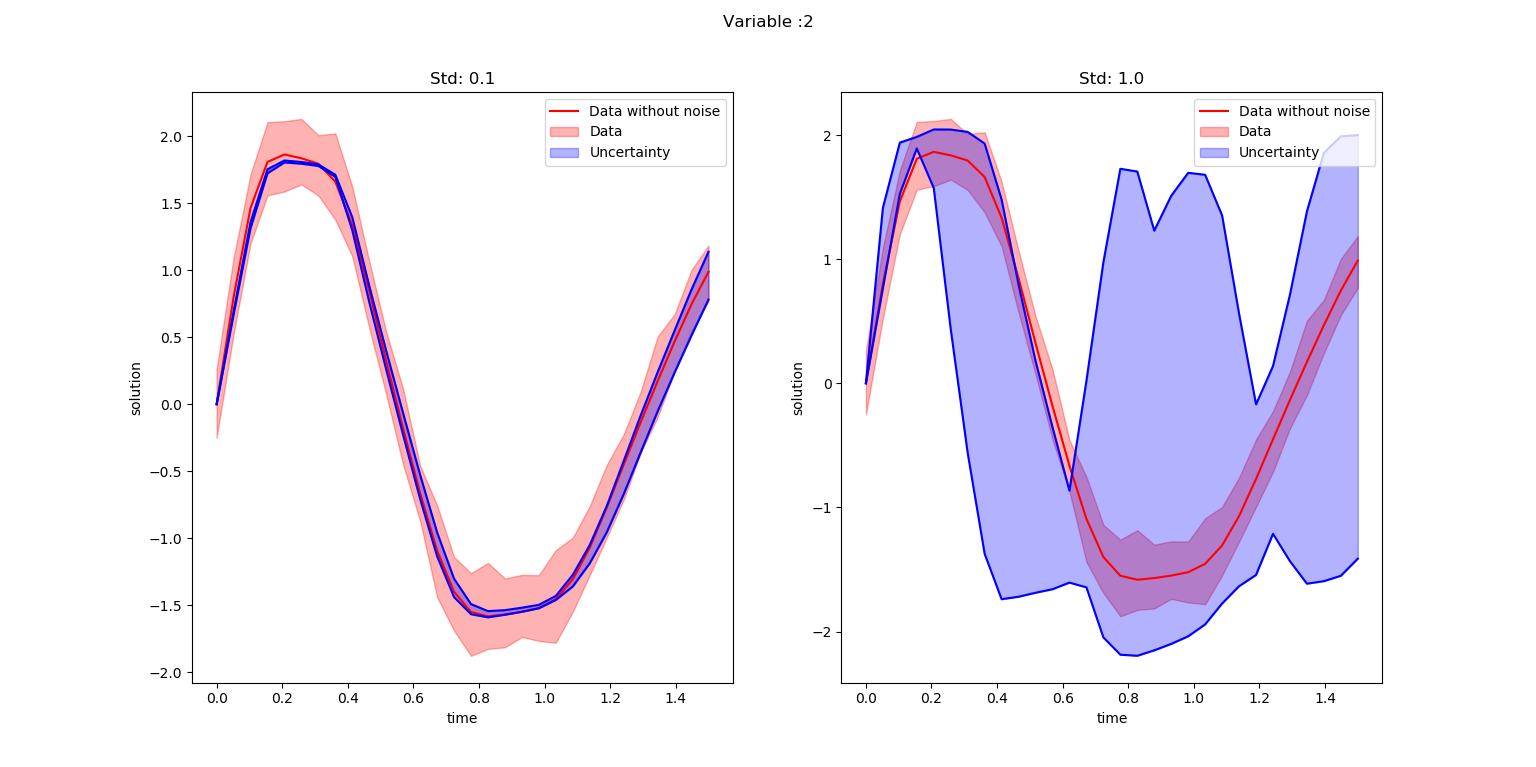 Variable :2
Std: 0.1
Data without noise
Data
Uncertainty
2.0
1.5
1.0
0.5
0.0
−0.5
−1.0
−1.5
−2.0
solution
0.0 0.2 0.4 0.6 0.8 1.0 1.2 1.4
time
Std: 1.0
Data without noise
Data
Uncertainty
2
1
0
−1
−2
solution
0.0 0.2 0.4 0.6 0.8 1.0 1.2 1.4
time